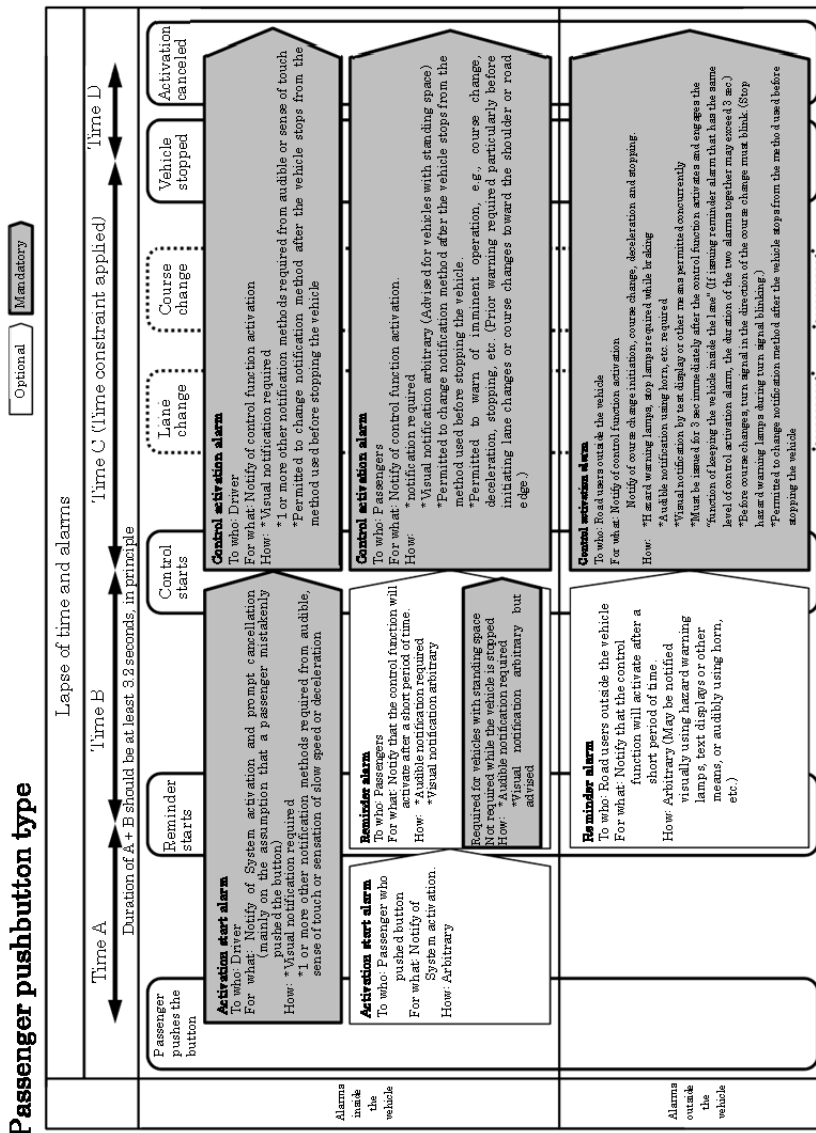 Passenger pushbutton type
Optional
Mandatory
Lapse of time and alarms
Time A
Time B
Time C (Time constraint applied)
Time D
Duration of A + B should be at least 3.2 seconds, in principle
Passenger
pushes the
button
Reminder
starts
Control
starts
Lane
change
Course
change
Vehicle
stopped
Activation
canceled
Alarms
inside
the
vehicle
Activation start alarm
To who: Driver
For what: Notify of System activation and prompt cancellation
(mainly on the assumption that a passenger mistakenly
pushed the button)
How: *Visual notification required
*1 or more other notification methods required from audible,
sense of touch or sensation of slow speed or deceleration
Control activation alarm
To who: Driver
For what: Notify of control function activation
How: *Visual notification required
*1 or more other notification methods required from audible or sense of touch
*Permitted to change notification method after the vehicle stops from the
method used before stopping the vehicle
Activation start alarm
To who: Passenger who
pushed button
For what: Notify of
System activation.
How: Arbitrary
Reminder alarm
To who: Passengers
For what: Notify that the control function will
activate after a short period of time.
How: *Audible notification required
*Visual notification arbitrary
Required for vehicles with standing space
Not required while the vehicle is stopped
How: *Audible notification required
*Visual notification arbitrary but
advised
Control activation alarm
To who: Passengers
For what: Notify of control function activation.
How:
*notification required
*Visual notification arbitrary (Advised for vehicles with standing space)
*Permitted to change notification method after the vehicle stops from the
method used before stopping the vehicle.
*Permitted to warn of imminent operation, e.g., course change,
deceleration, stopping, etc. (Prior warning required particularly before
initiating lane changes or course changes toward the shoulder or road
edge.)
Alarms
outside
the
vehicle
Reminder alarm
To who: Road users outside the vehicle
For what: Notify that the control
function will activate after a
short period of time.
How: Arbitrary (May be notified
visually using hazard warning
lamps, text displays or other
means, or audibly using horn,
etc.)
Control activation alarm
To who: Road users outside the vehicle
For what: Notify of control function activation
Notify of course change initiation, course change, deceleration and stopping.
How: *Hazard warning lamps, stop lamps required while braking
*Audible notification using horn, etc. required
*Visual notification by test display or other means permitted concurrently
*Must be issued for 3 sec immediately after the control function activates and engages the
"function of keeping the vehicle inside the lane" (If issuing reminder alarm that has the same
level of control activation alarm, the duration of the two alarms together may exceed 3 sec.)
*Before course changes, turn signal in the direction of the course change must blink. (Stop
hazard warning lamps during turn signal blinking.)
*Permitted to change notification method after the vehicle stops from the method used before
stopping the vehicle